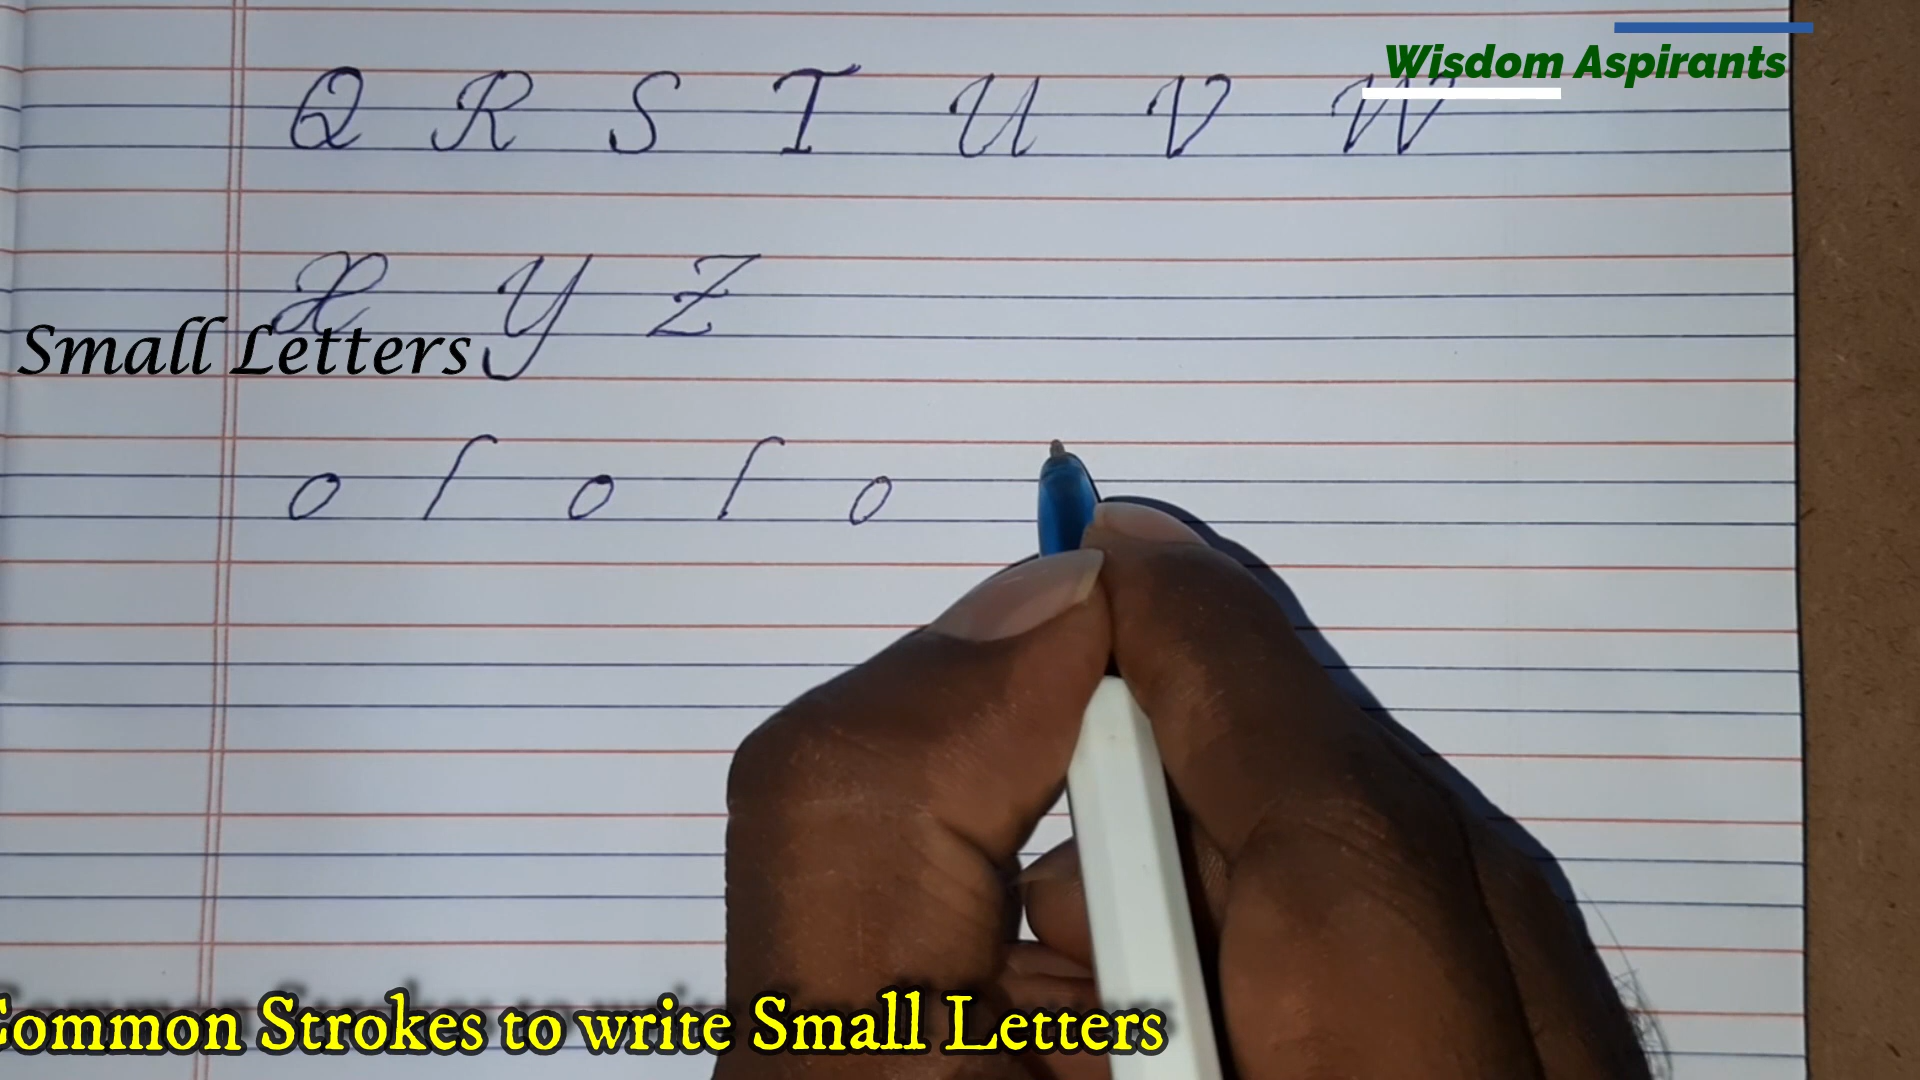 Wisdom Aspirants
Q R S T U V W
X Y Z
Small Letters
o ſ o ſ o
Common Strokes to write Small Letters